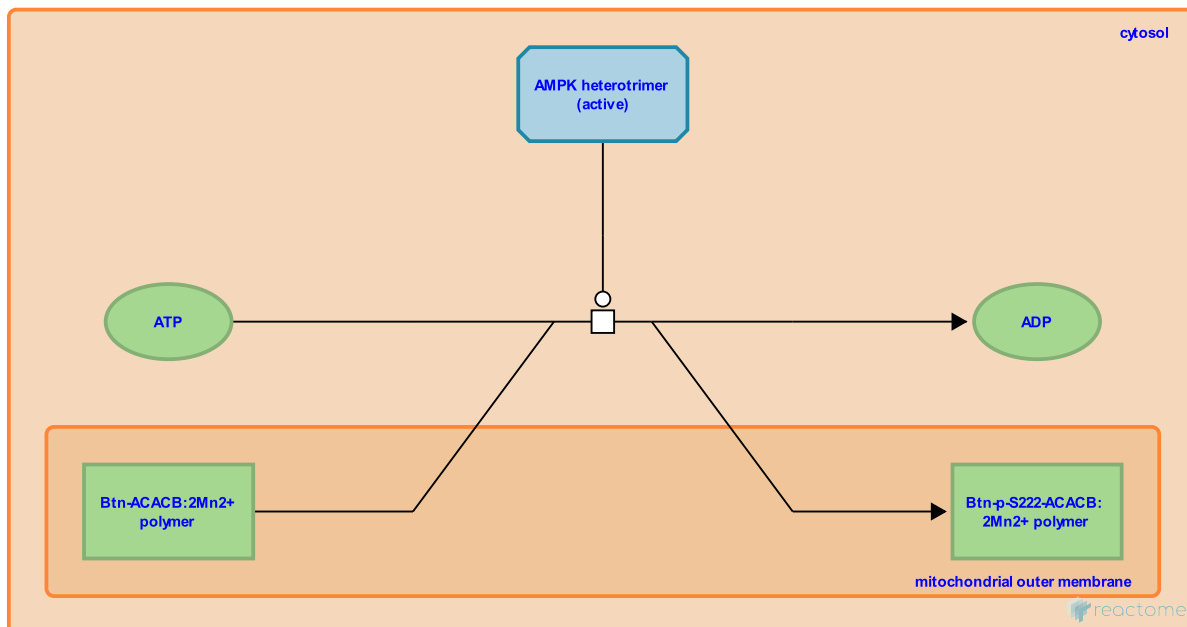 cytosol
AMPK heterotrimer
(active)
ATP
ADP
Btn-ACACB:2Mn2+
polymer
Btn-p-S222-ACACB:
2Mn2+ polymer
mitochondrial outer membrane
reactome